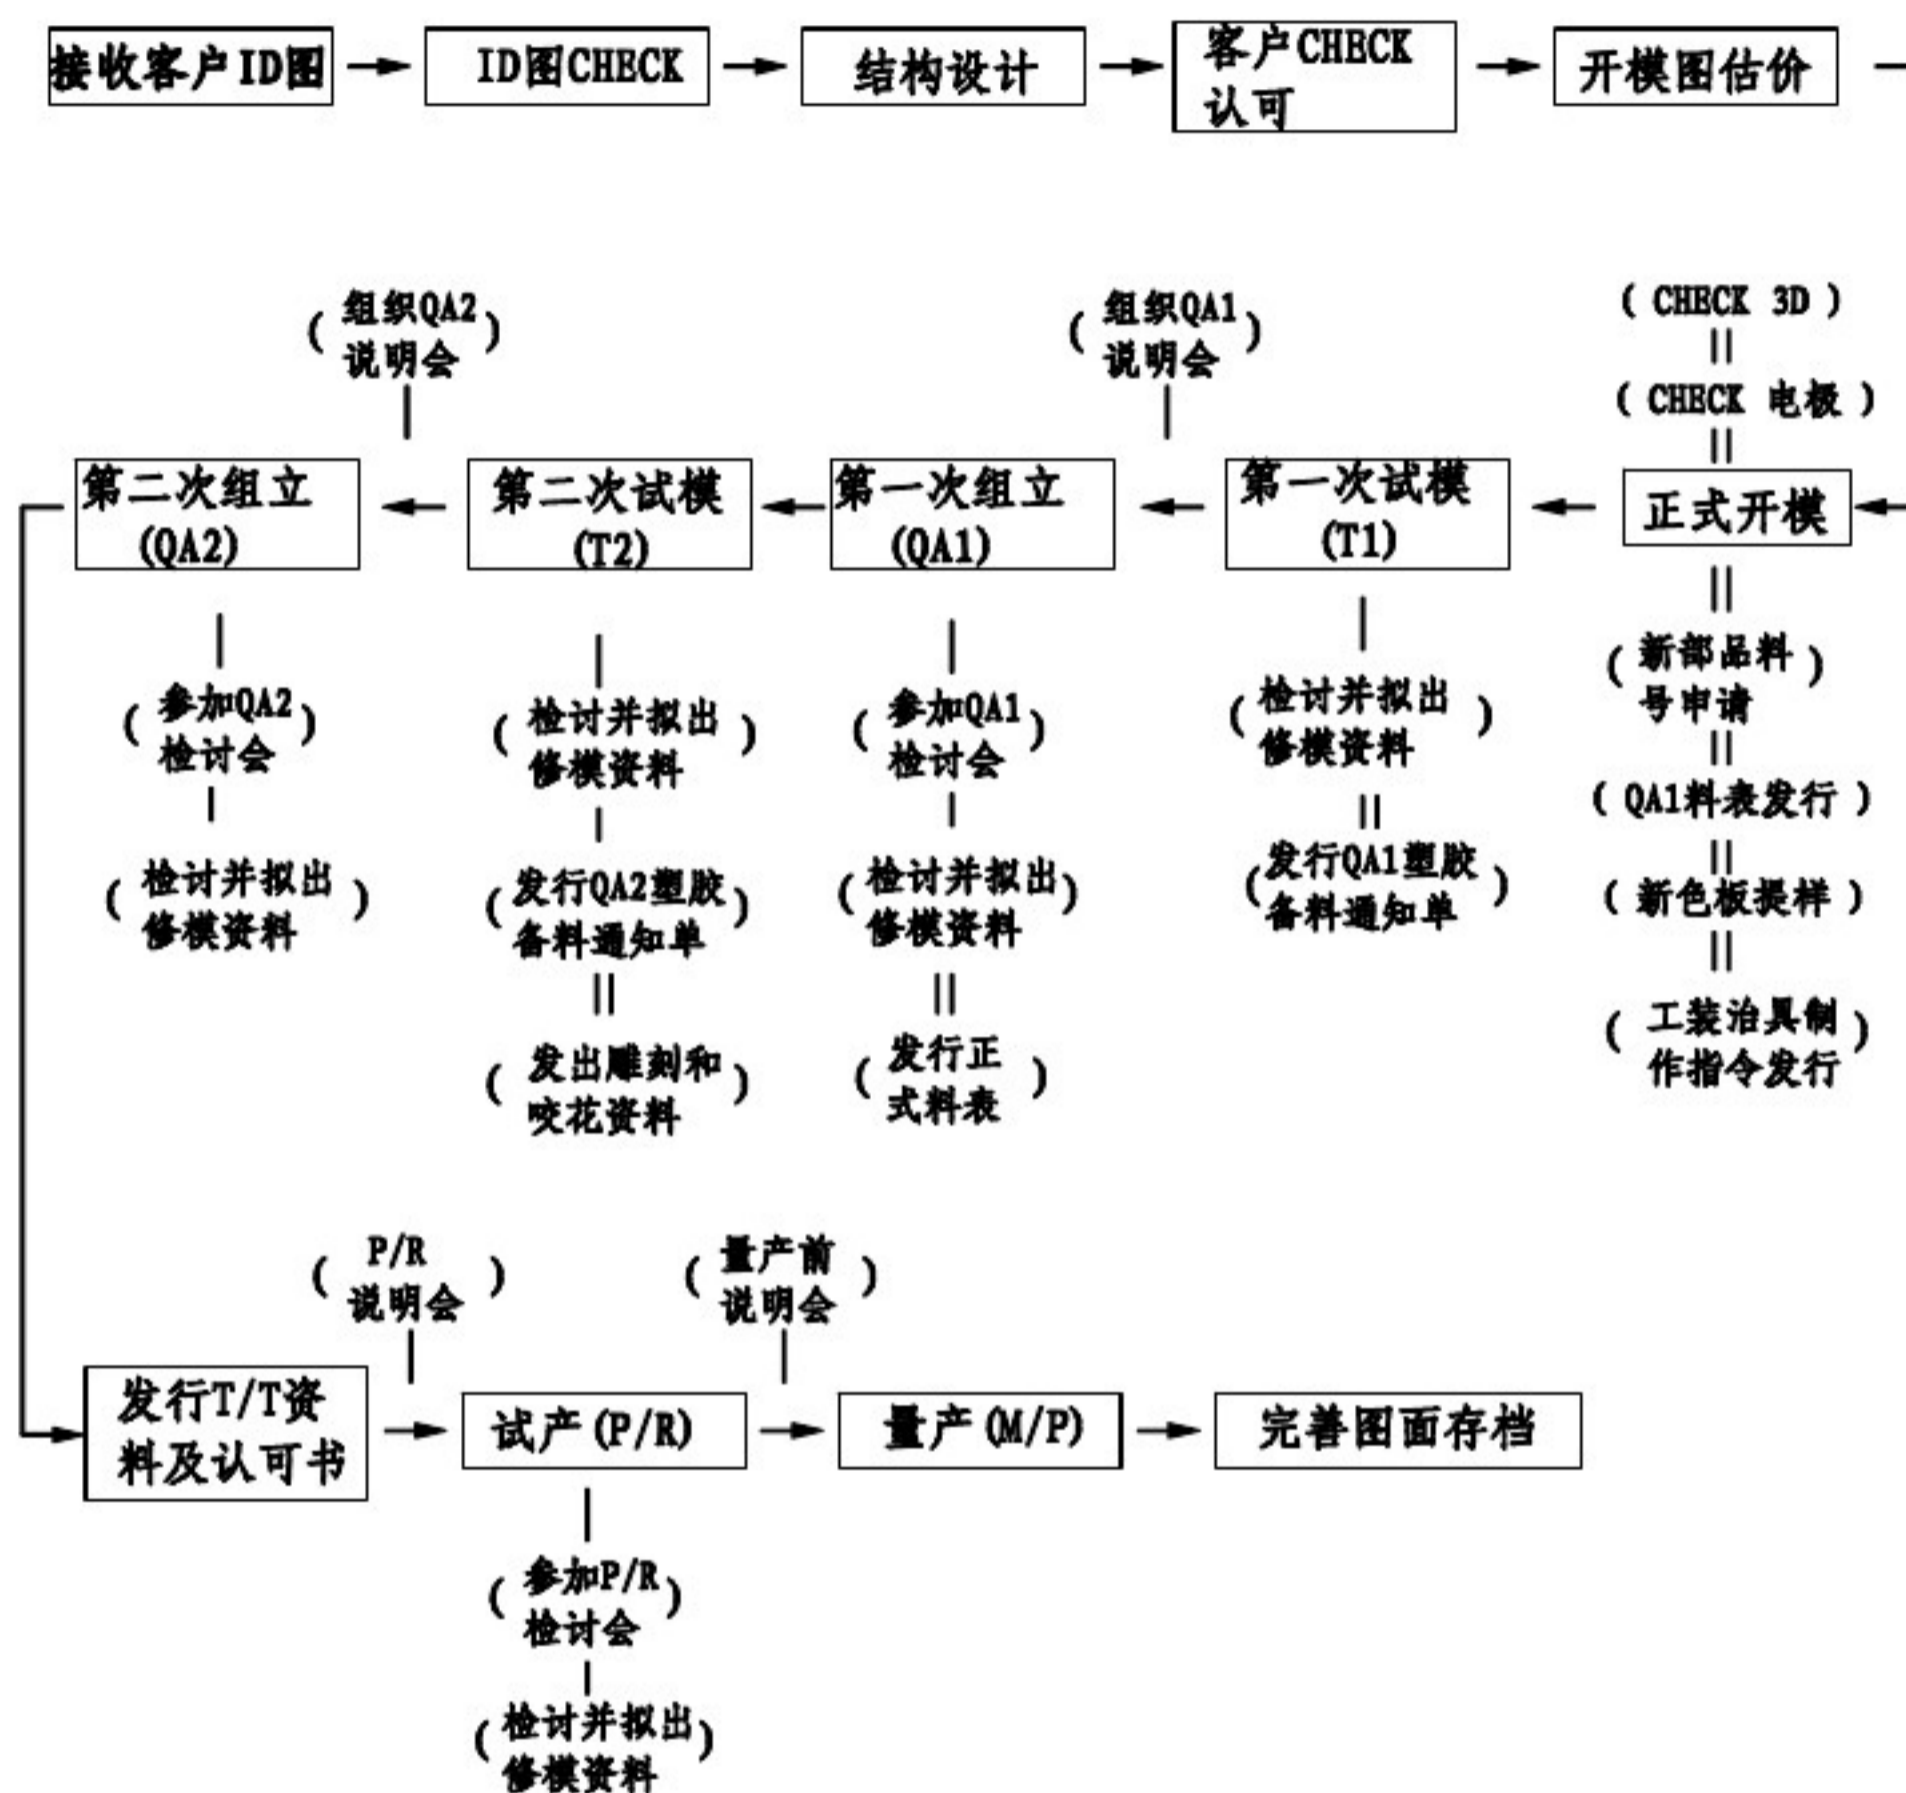 接收客户ID图
ID图CHECK
结构设计
客户CHECK
认可
开模图估价
组织QA2
说明会
组织QA1
说明会
(CHECK 3D)
(CHECK 电极)
第二次组立
(QA2)
第二次试模
(T2)
第一次组立
(QA1)
第一次试模
(T1)
正式开模
参加QA2
检讨会
检讨并拟出
修模资料
检讨并拟出
修模资料
发行QA2塑胶
备料通知单
发出雕刻和
咬花资料
参加QA1
检讨会
检讨并拟出
修模资料
发行正
式料表
检讨并拟出
修模资料
发行QA1塑胶
备料通知单
新部品料
号申请
(QA1料表发行)
(新色板提样)
工装治具制
作指令发行
P/R
说明会
量产前
说明会
发行T/T资
料及认可书
试产(P/R)
量产(M/P)
完善图面存档
参加P/R
检讨会
检讨并拟出
修模资料